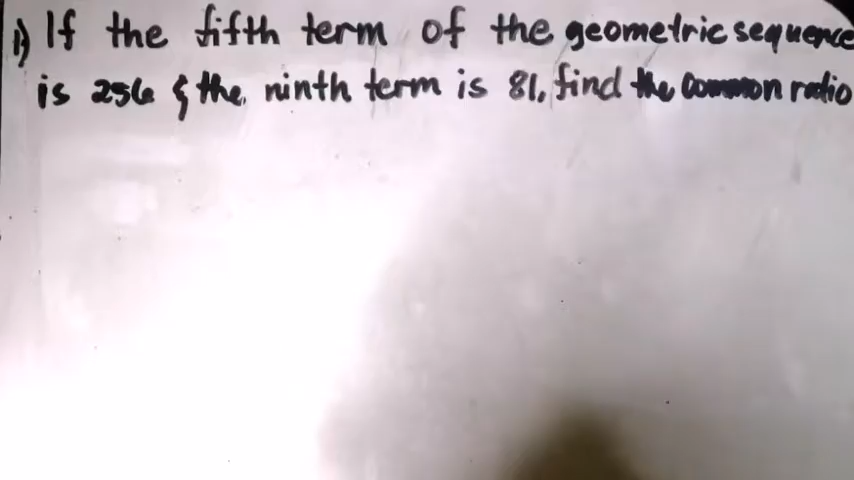 1) If the fifth term of the geometric sequence
is 256 & the, ninth term is 81, find the Common ratio